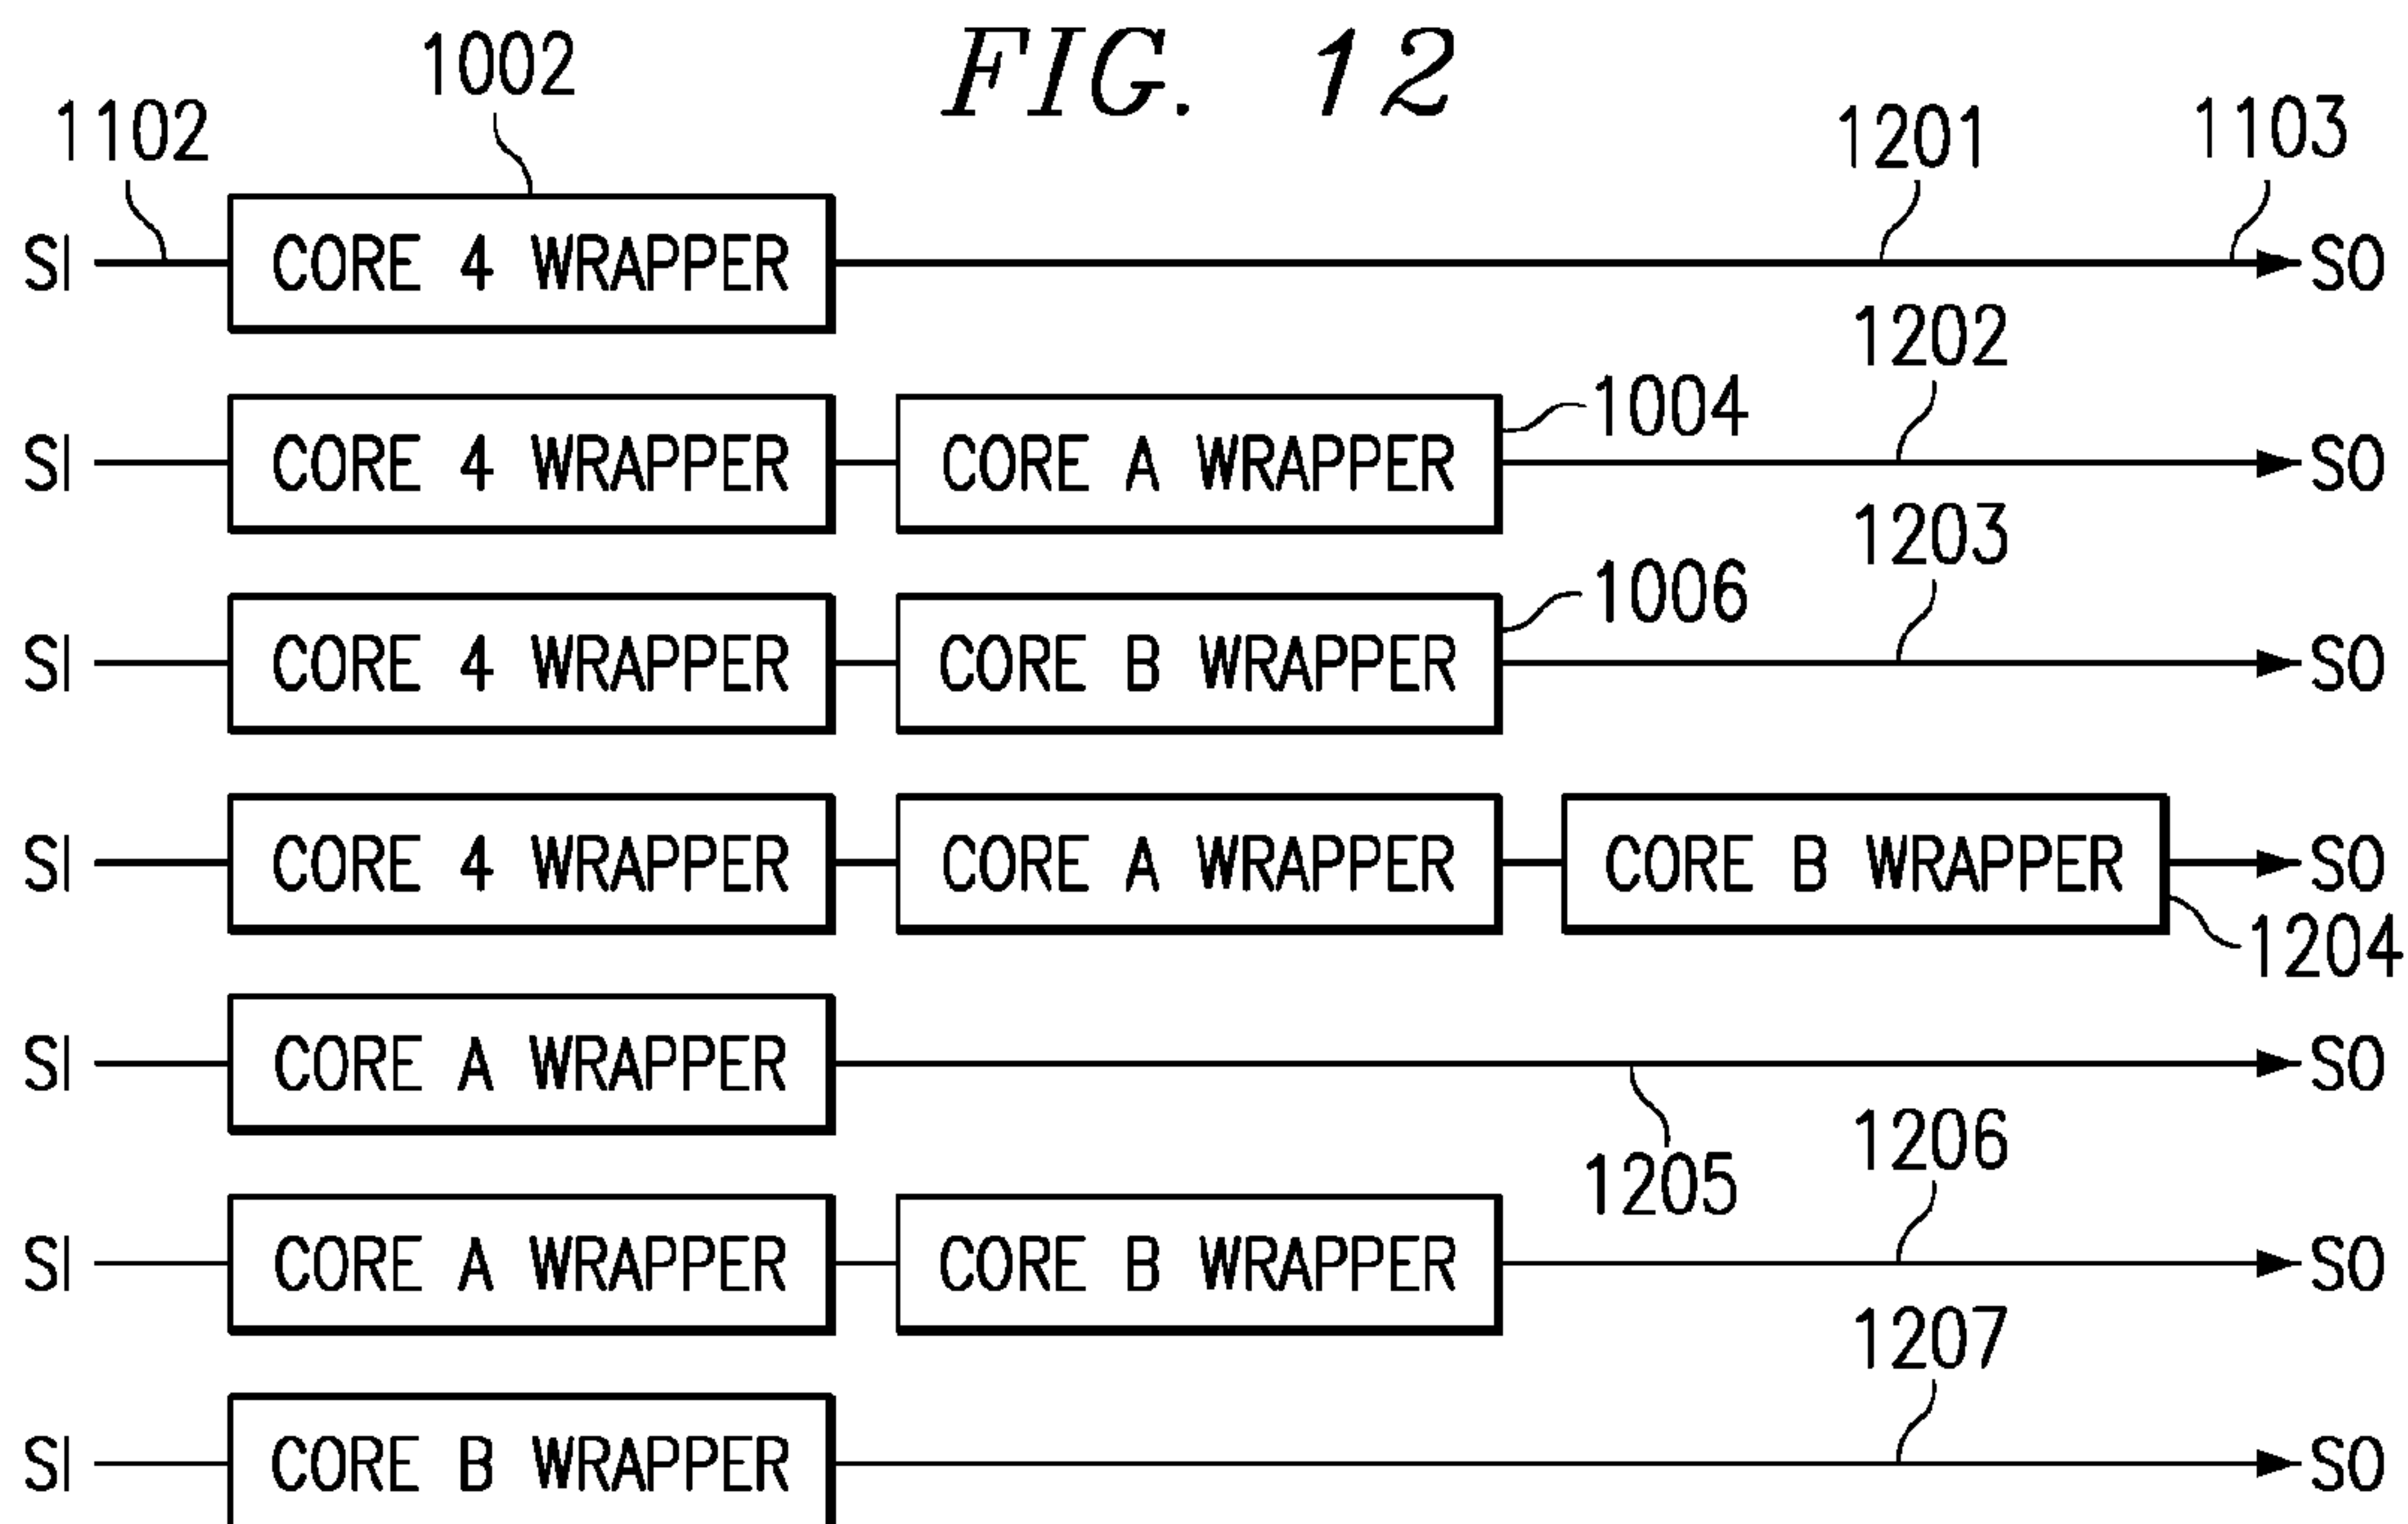 FIG. 12
1002
1102
1201
1103
SI CORE 4 WRAPPER SO
1202
1004
SI CORE 4 WRAPPER CORE A WRAPPER SO
1203
1006
SI CORE 4 WRAPPER CORE B WRAPPER SO
SI CORE 4 WRAPPER CORE A WRAPPER CORE B WRAPPER SO
1204
SI CORE A WRAPPER SO
1205
1206
SI CORE A WRAPPER CORE B WRAPPER SO
1207
SI CORE B WRAPPER SO